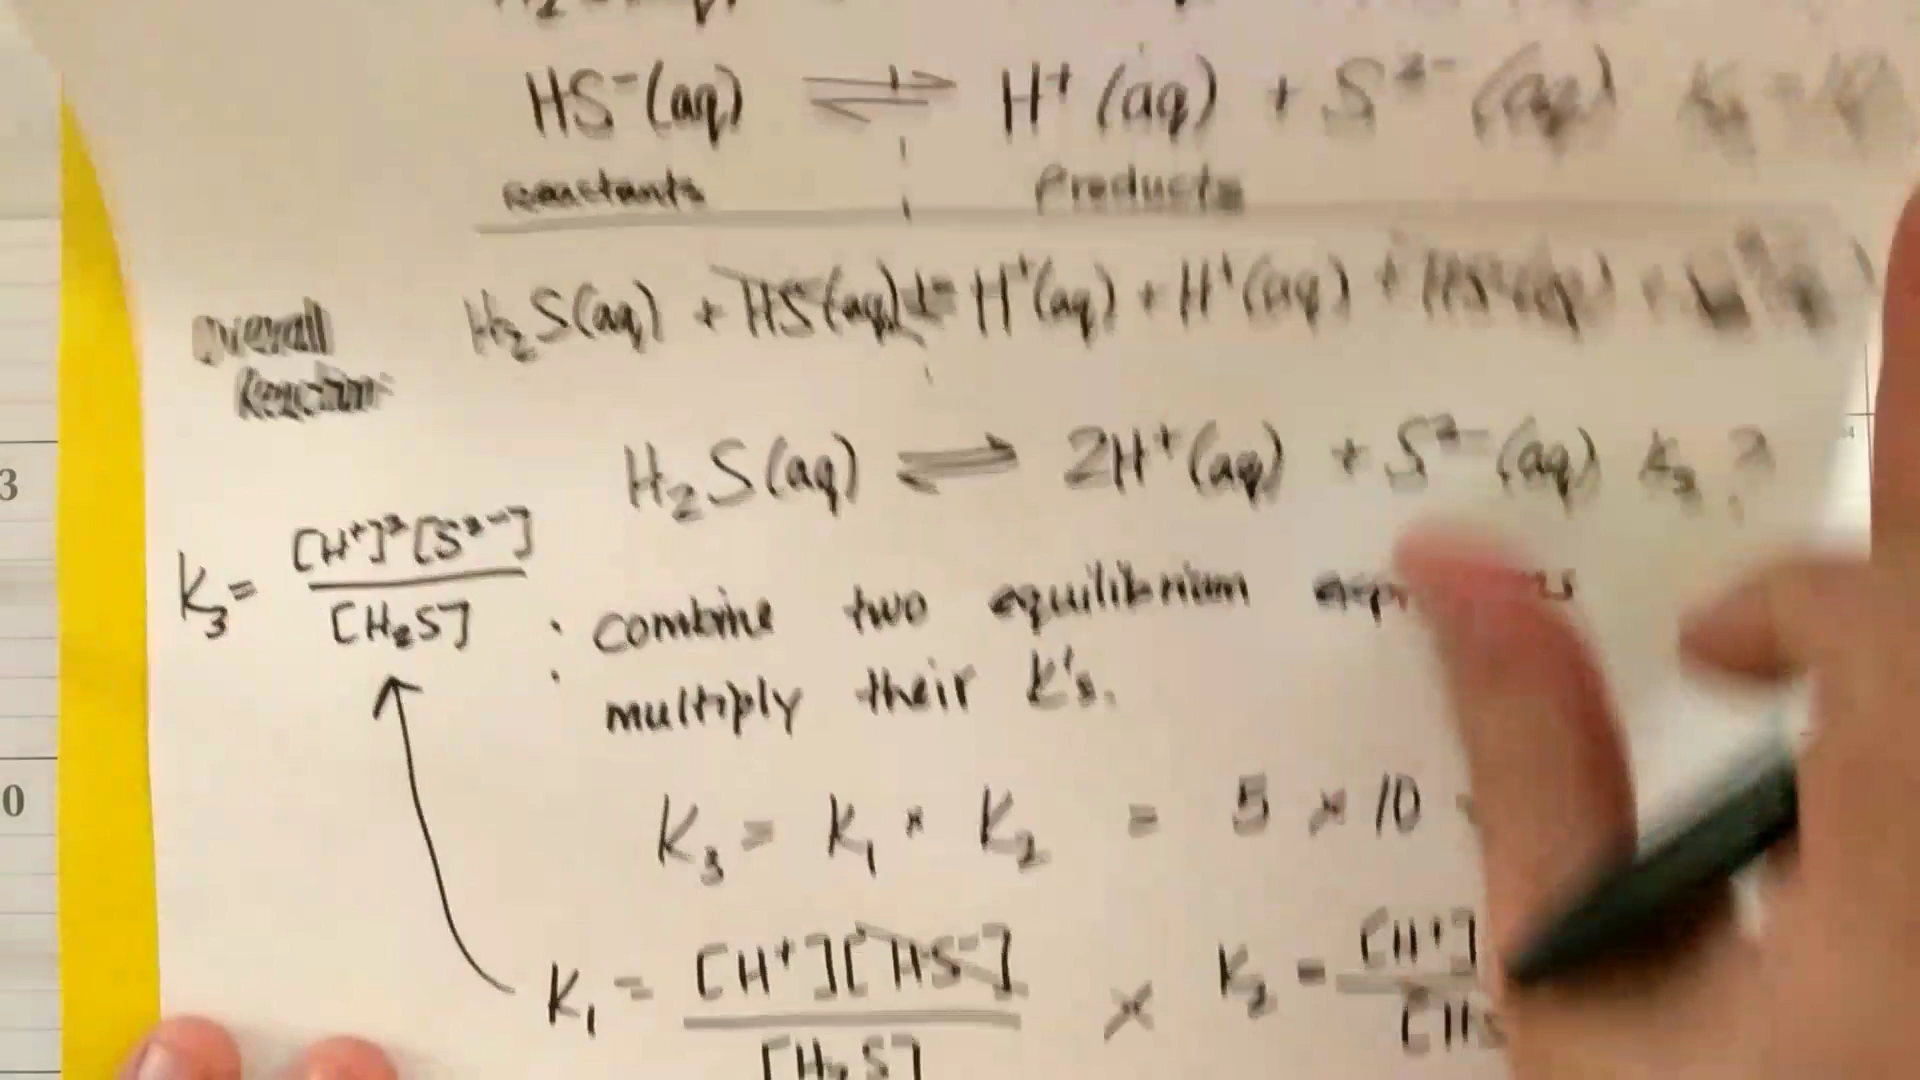 HS⁻(aq) ⇌ H⁺(aq) + S²⁻(aq)
reactants Products
H₂S(aq) + HS⁻(aq) ⇌ H⁺(aq) + H⁺(aq) +
overall
Reaction
H₂S(aq) ⇌ 2H⁺(aq) + S²⁻(aq) K₃ ?
K₃ = [H⁺]²[S²⁻] / [H₂S]
: combine two equilibrium
: multiply their K's.
K₃ = K₁ × K₂ = 5 × 10
K₁ = [H⁺][HS⁻] / [H₂S] × K₂ = [H⁺]
3
0